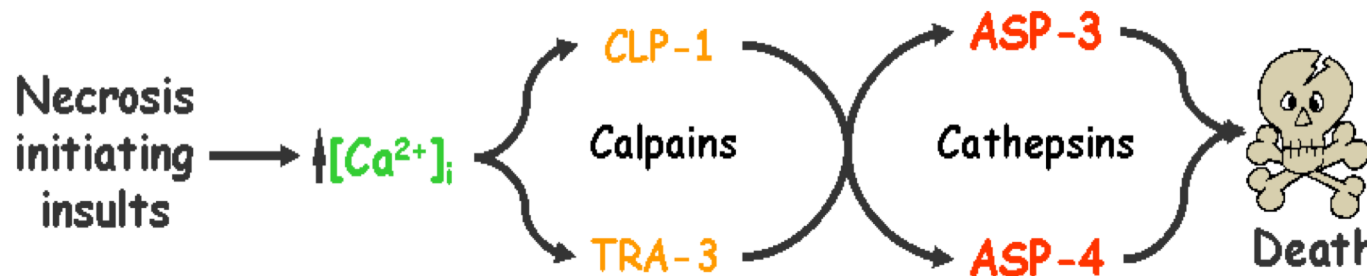 Necrosis
initiating
insults
[Ca²⁺]ᵢ
CLP-1
Calpains
TRA-3
ASP-3
Cathepsins
ASP-4
Death